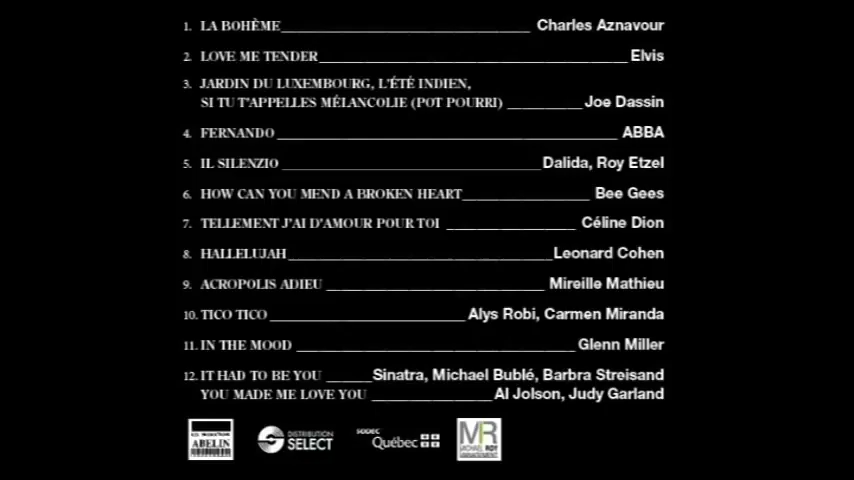 1. LA BOHÈME Charles Aznavour
2. LOVE ME TENDER Elvis
3. JARDIN DU LUXEMBOURG, L'ÉTÉ INDIEN,
SI TU T'APPELLES MÉLANCOLIE (POT POURRI) Joe Dassin
4. FERNANDO ABBA
5. IL SILENZIO Dalida, Roy Etzel
6. HOW CAN YOU MEND A BROKEN HEART Bee Gees
7. TELLEMENT J'AI D'AMOUR POUR TOI Céline Dion
8. HALLELUJAH Leonard Cohen
9. ACROPOLIS ADIEU Mireille Mathieu
10. TICO TICO Alys Robi, Carmen Miranda
11. IN THE MOOD Glenn Miller
12. IT HAD TO BE YOU Sinatra, Michael Bublé, Barbra Streisand
YOU MADE ME LOVE YOU Al Jolson, Judy Garland
ABELIN
DISTRIBUTION
SELECT
SODEC
Québec
MR
MICHAEL ROY
MANAGEMENT